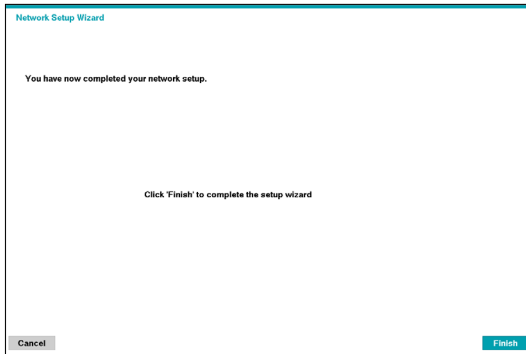 Network Setup Wizard
You have now completed your network setup.
Click 'Finish' to complete the setup wizard
Cancel
Finish